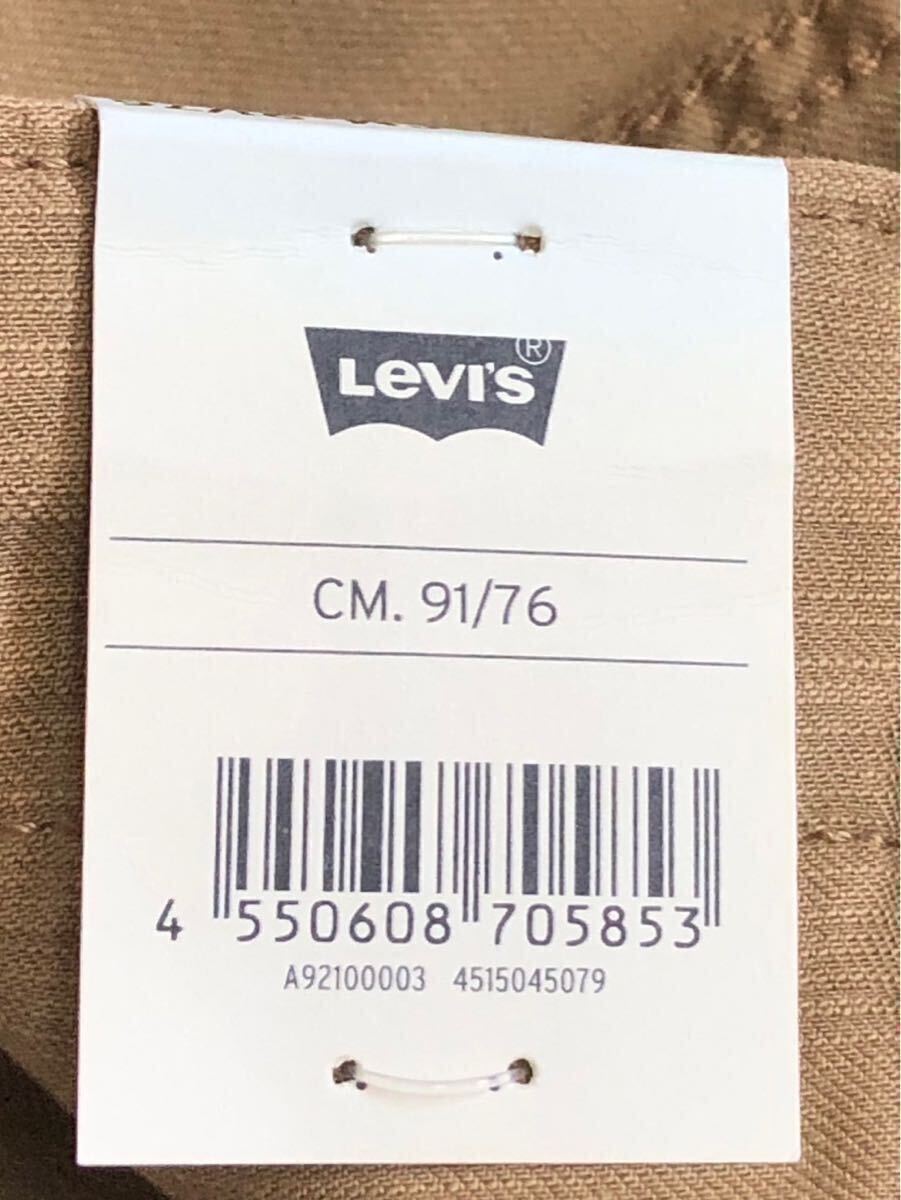 Levi's®
CM. 91/76
4 550608 705853
A92100003 4515045079